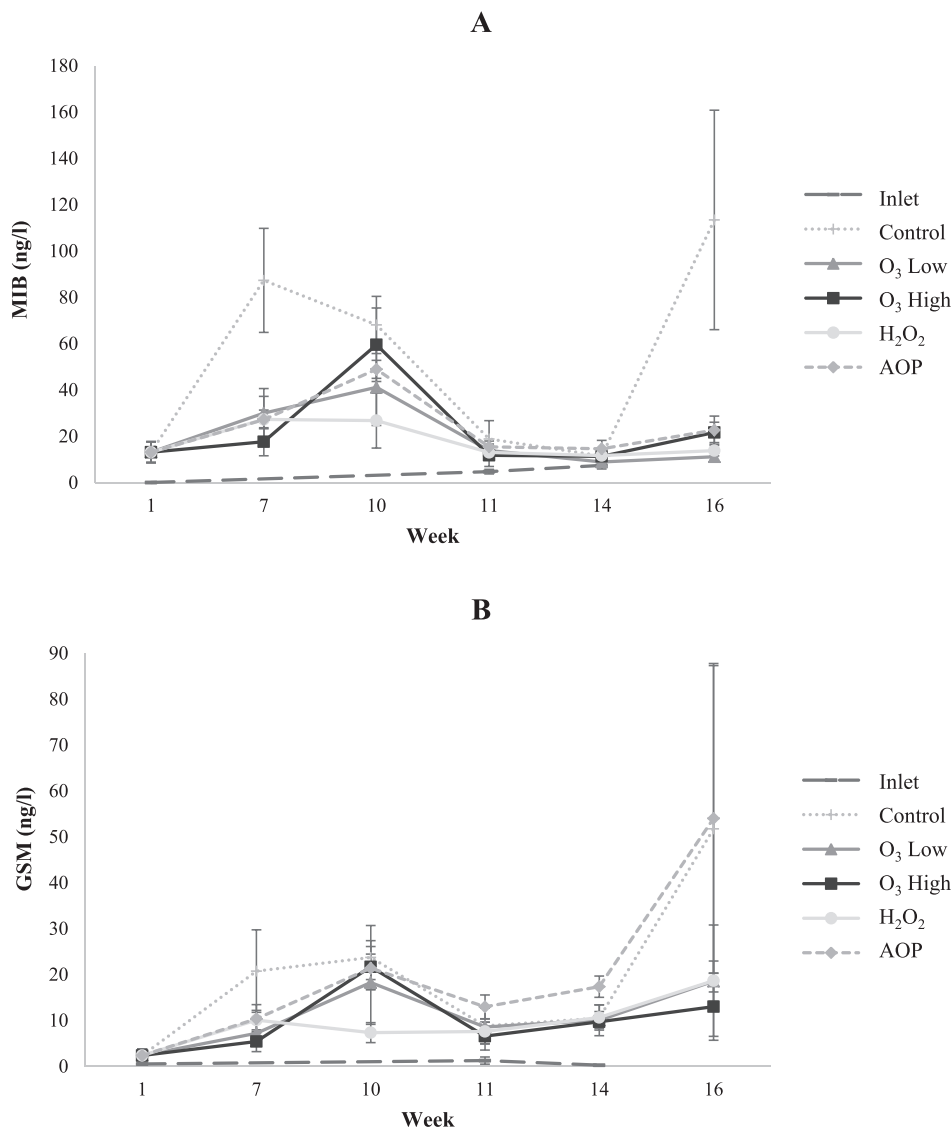 A
MIB (ng/l)
180
160
140
120
100
80
60
40
20
0
1 7 10 11 14 16
Week
Inlet
Control
O₃ Low
O₃ High
H₂O₂
AOP
B
GSM (ng/l)
90
80
70
60
50
40
30
20
10
0
1 7 10 11 14 16
Week
Inlet
Control
O₃ Low
O₃ High
H₂O₂
AOP